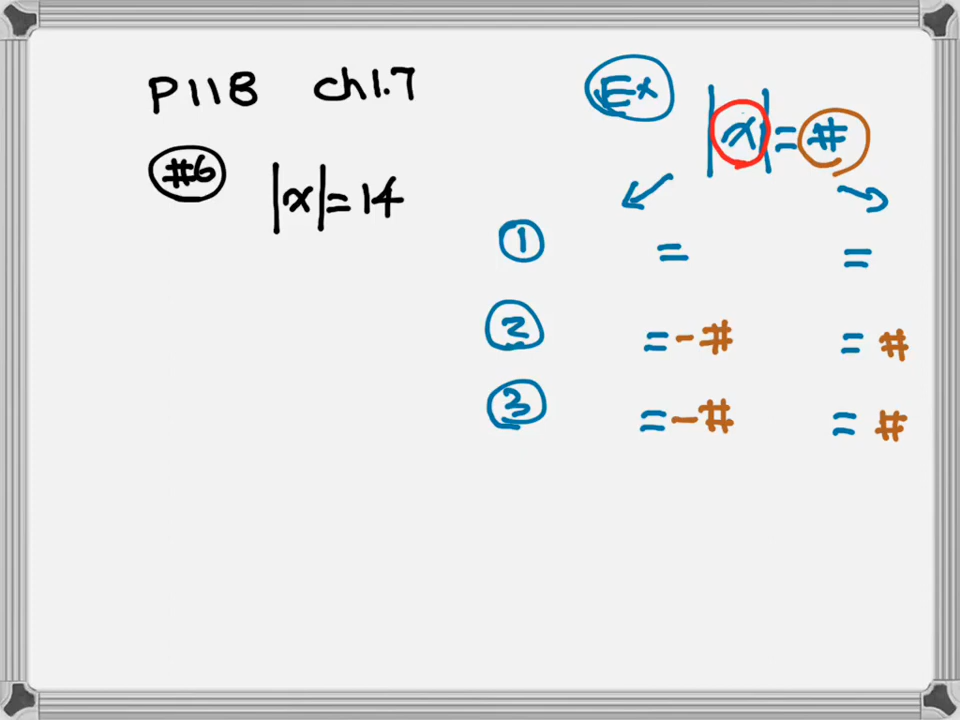 P118 ch1.7
#6 |x|=14
Ex |x|=#
↙ ↘
① = =
② =-# =#
③ =-# =#